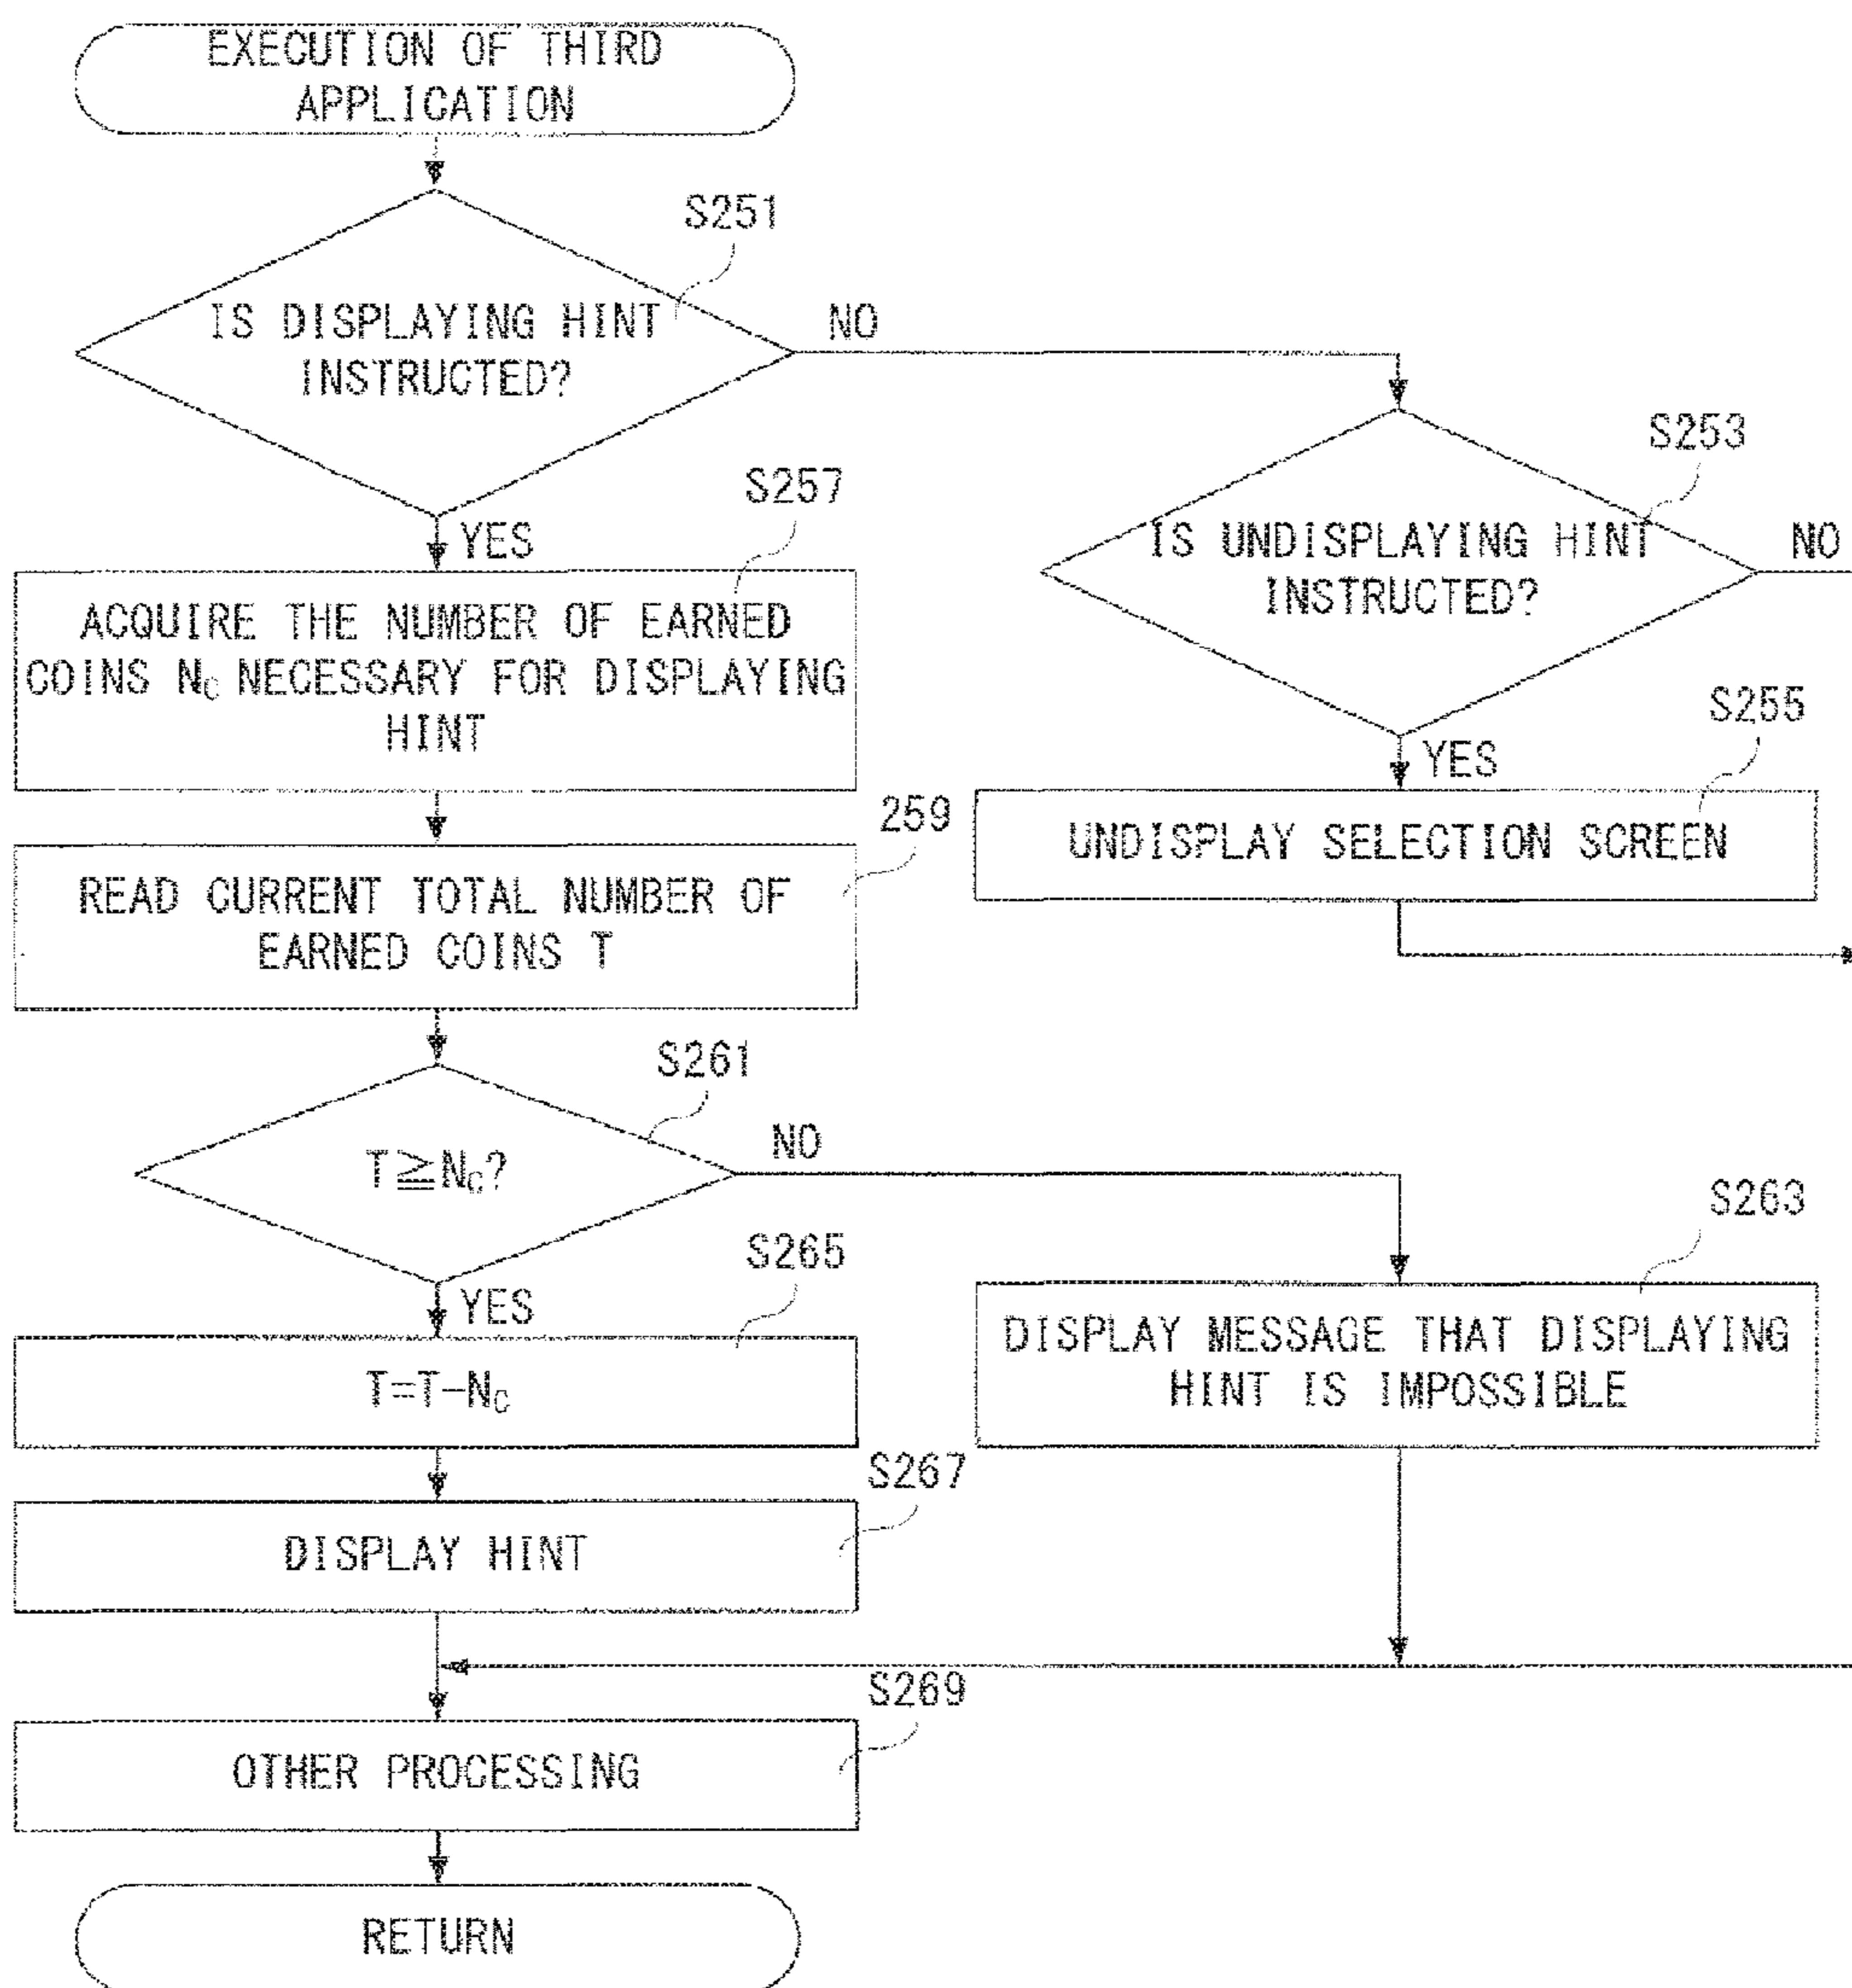 EXECUTION OF THIRD
APPLICATION
S251
IS DISPLAYING HINT
INSTRUCTED?
NO
S253
IS UNDISPLAYING HINT
INSTRUCTED?
NO
YES
S257
ACQUIRE THE NUMBER OF EARNED
COINS NC NECESSARY FOR DISPLAYING
HINT
YES
S255
UNDISPLAY SELECTION SCREEN
259
READ CURRENT TOTAL NUMBER OF
EARNED COINS T
S261
T≧NC?
NO
S263
DISPLAY MESSAGE THAT DISPLAYING
HINT IS IMPOSSIBLE
YES
S265
T=T-NC
S267
DISPLAY HINT
S269
OTHER PROCESSING
RETURN